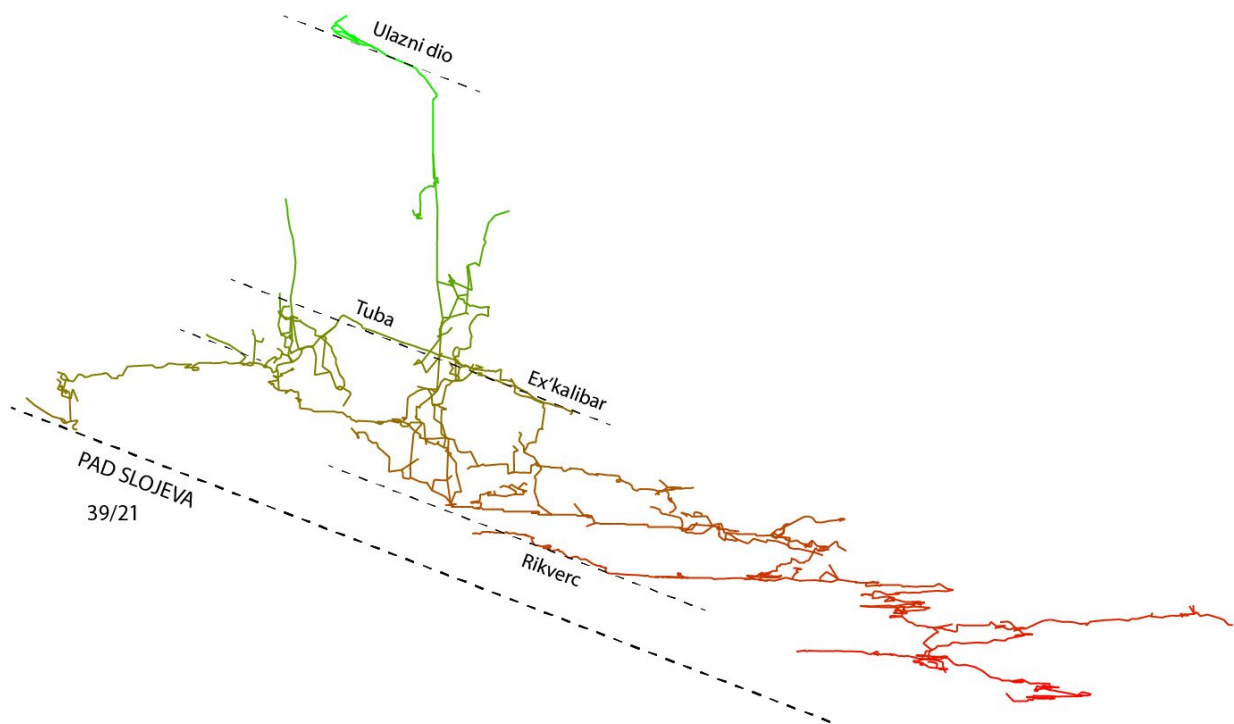 Ulazni dio
Tuba
Ex'kalibar
PAD SLOJEVA
39/21
Rikverc